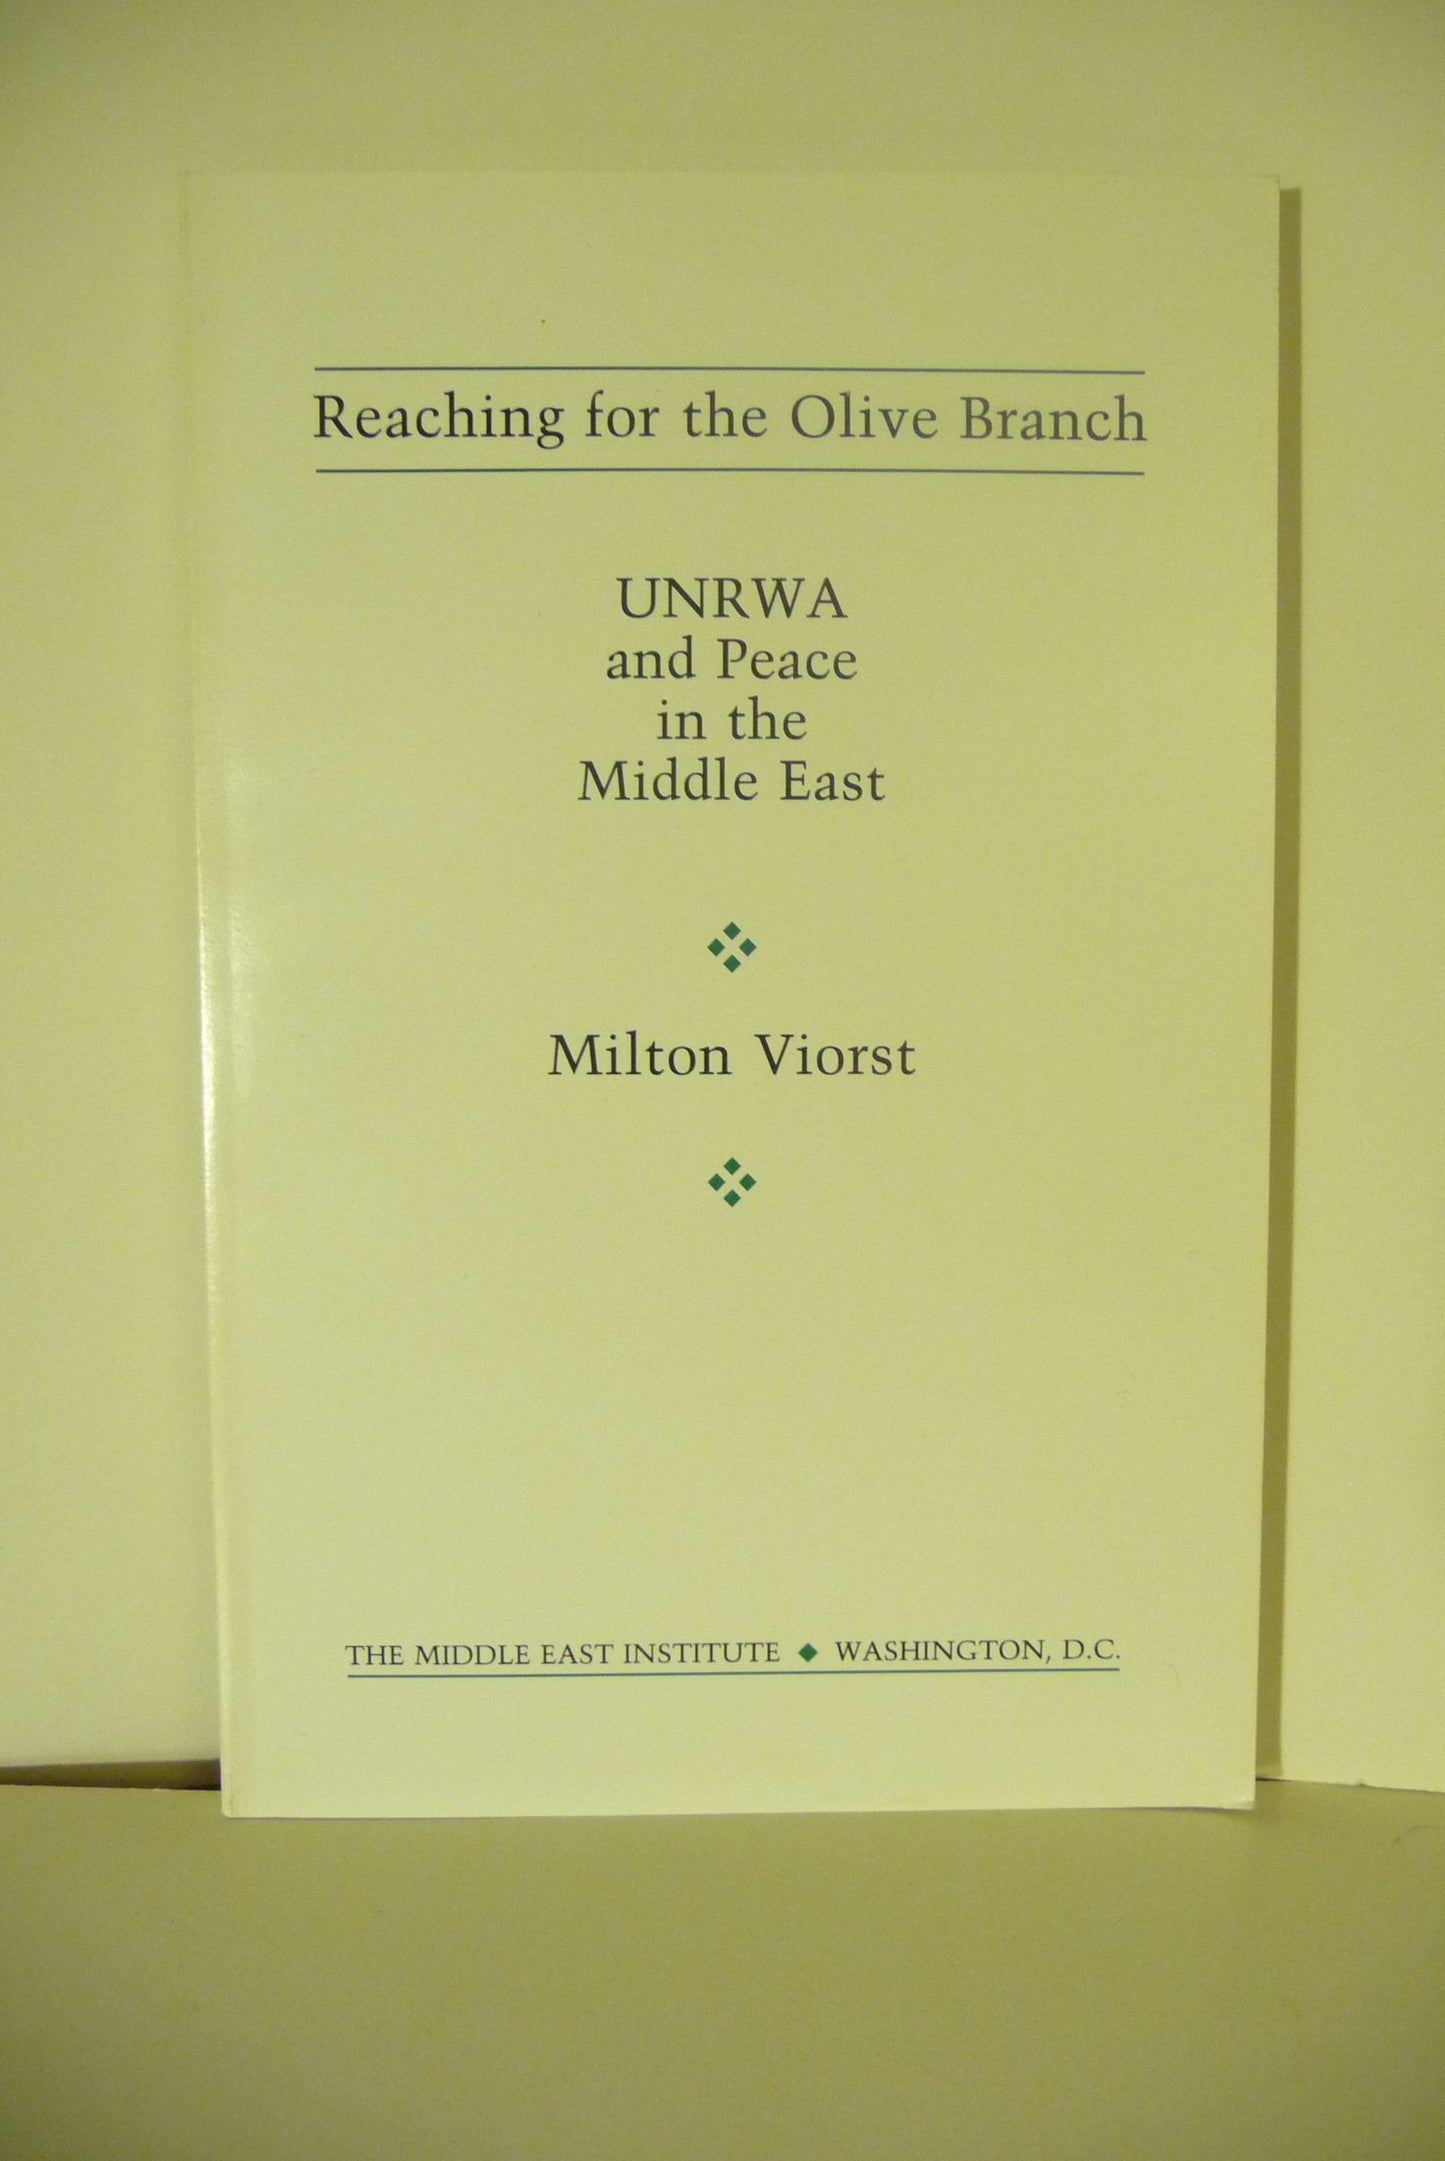 Reaching for the Olive Branch
UNRWA
and Peace
in the
Middle East
Milton Viorst
THE MIDDLE EAST INSTITUTE ◆ WASHINGTON, D.C.